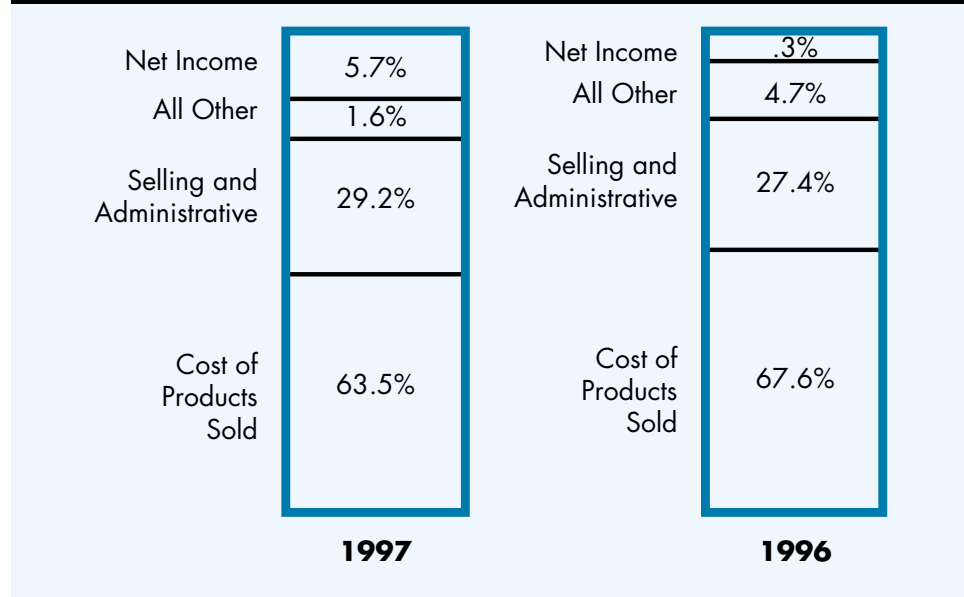 Net Income
5.7%
All Other
1.6%
Selling and
Administrative
29.2%
Cost of
Products
Sold
63.5%
1997
Net Income
.3%
All Other
4.7%
Selling and
Administrative
27.4%
Cost of
Products
Sold
67.6%
1996